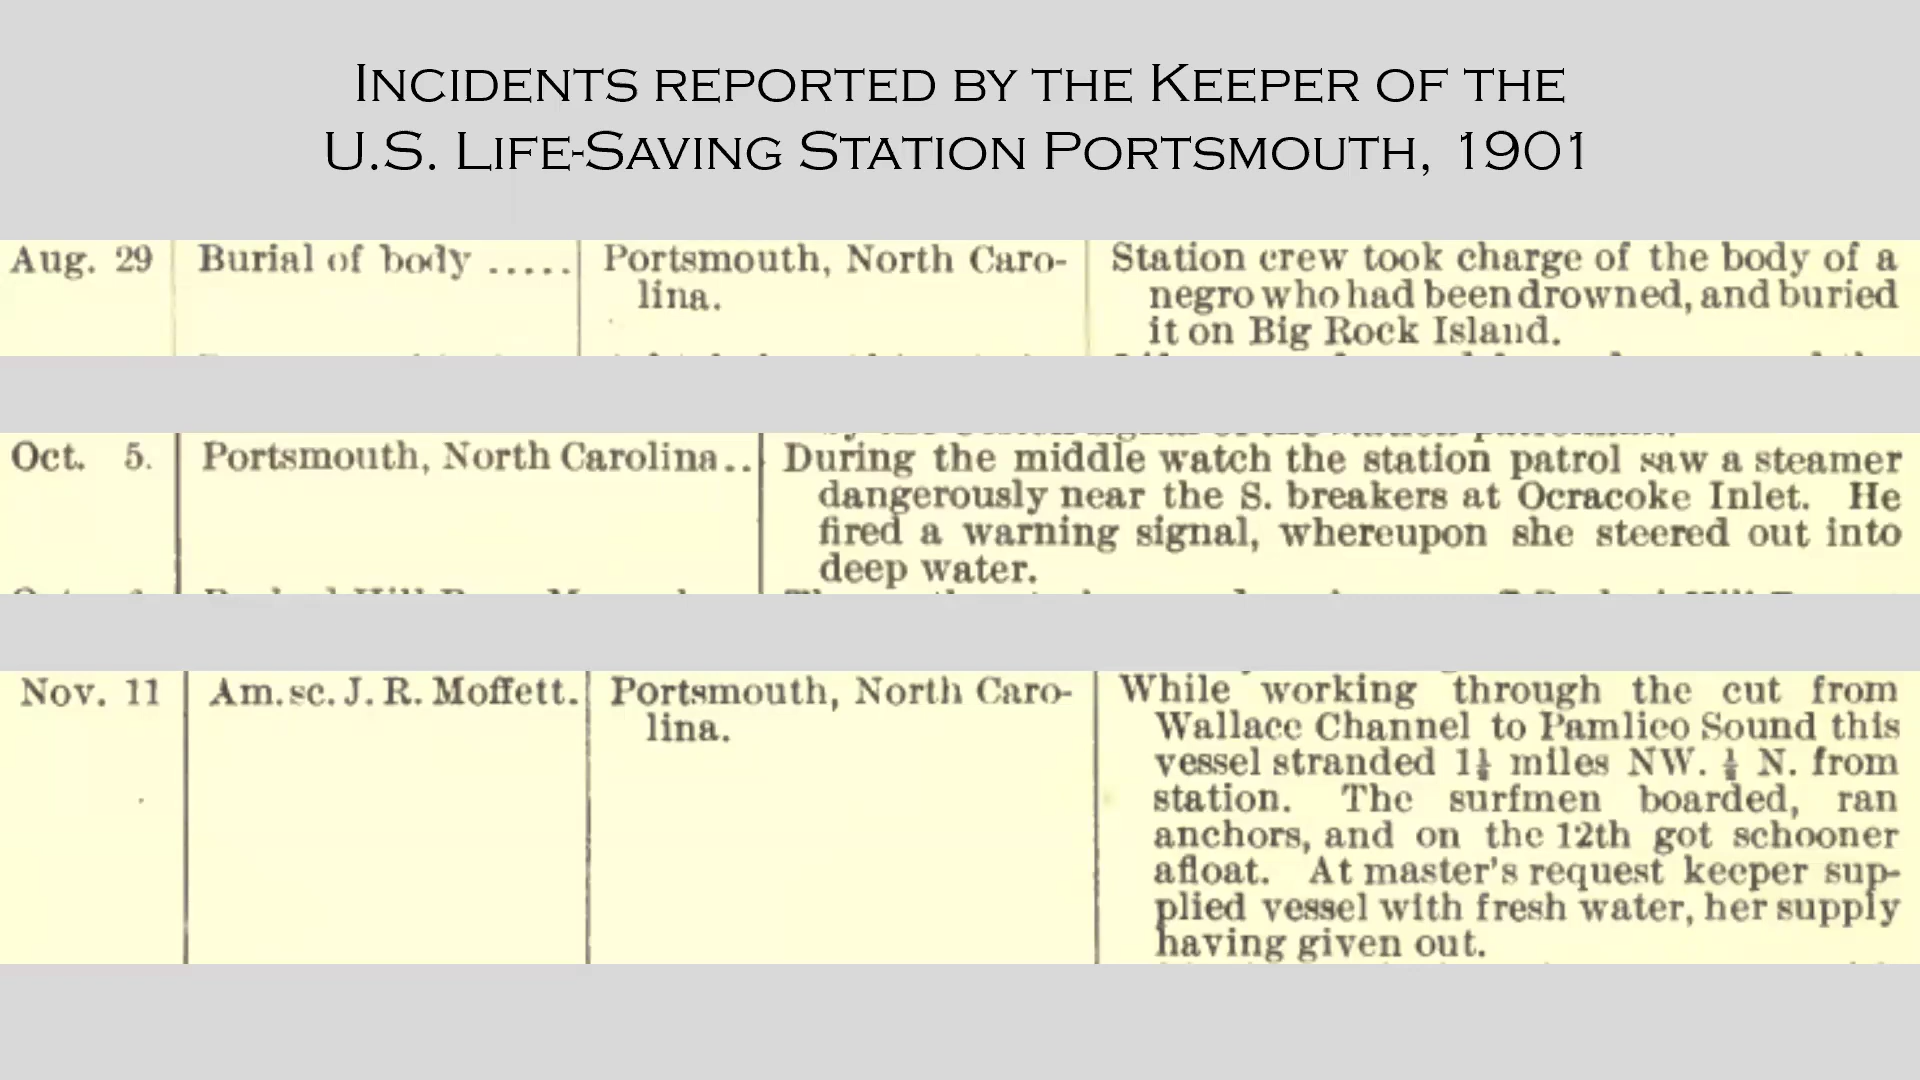 Incidents reported by the Keeper of the
U.S. Life-Saving Station Portsmouth, 1901
Aug. 29 Burial of body ..... Portsmouth, North Caro- Station crew took charge of the body of a
lina. negro who had been drowned, and buried
it on Big Rock Island.
Oct. 5. Portsmouth, North Carolina.. During the middle watch the station patrol saw a steamer
dangerously near the S. breakers at Ocracoke Inlet. He
fired a warning signal, whereupon she steered out into
deep water.
Nov. 11 Am. sc. J. R. Moffett. Portsmouth, North Caro- While working through the cut from
lina. Wallace Channel to Pamlico Sound this
vessel stranded miles NW. N. from
station. The surfmen boarded, ran
anchors, and on the 12th got schooner
afloat. At master's request keeper sup-
plied vessel with fresh water, her supply
having given out.